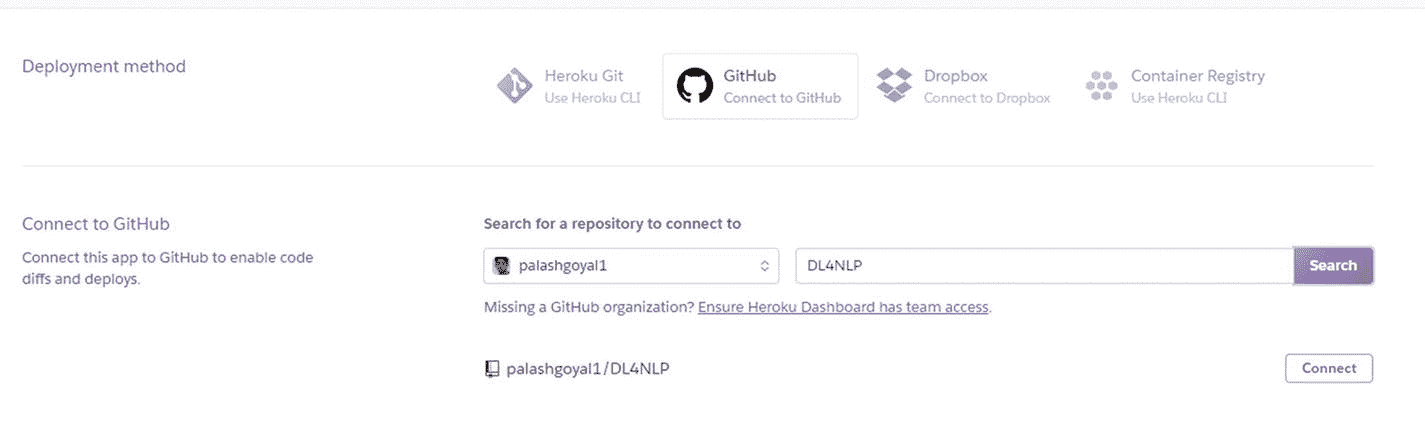 Deployment method
Heroku Git
Use Heroku CLI
GitHub
Connect to GitHub
Dropbox
Connect to Dropbox
Container Registry
Use Heroku CLI
Connect to GitHub
Connect this app to GitHub to enable code
diffs and deploys.
Search for a repository to connect to
palashgoyal1
DL4NLP
Search
Missing a GitHub organization? Ensure Heroku Dashboard has team access.
palashgoyal1/DL4NLP
Connect